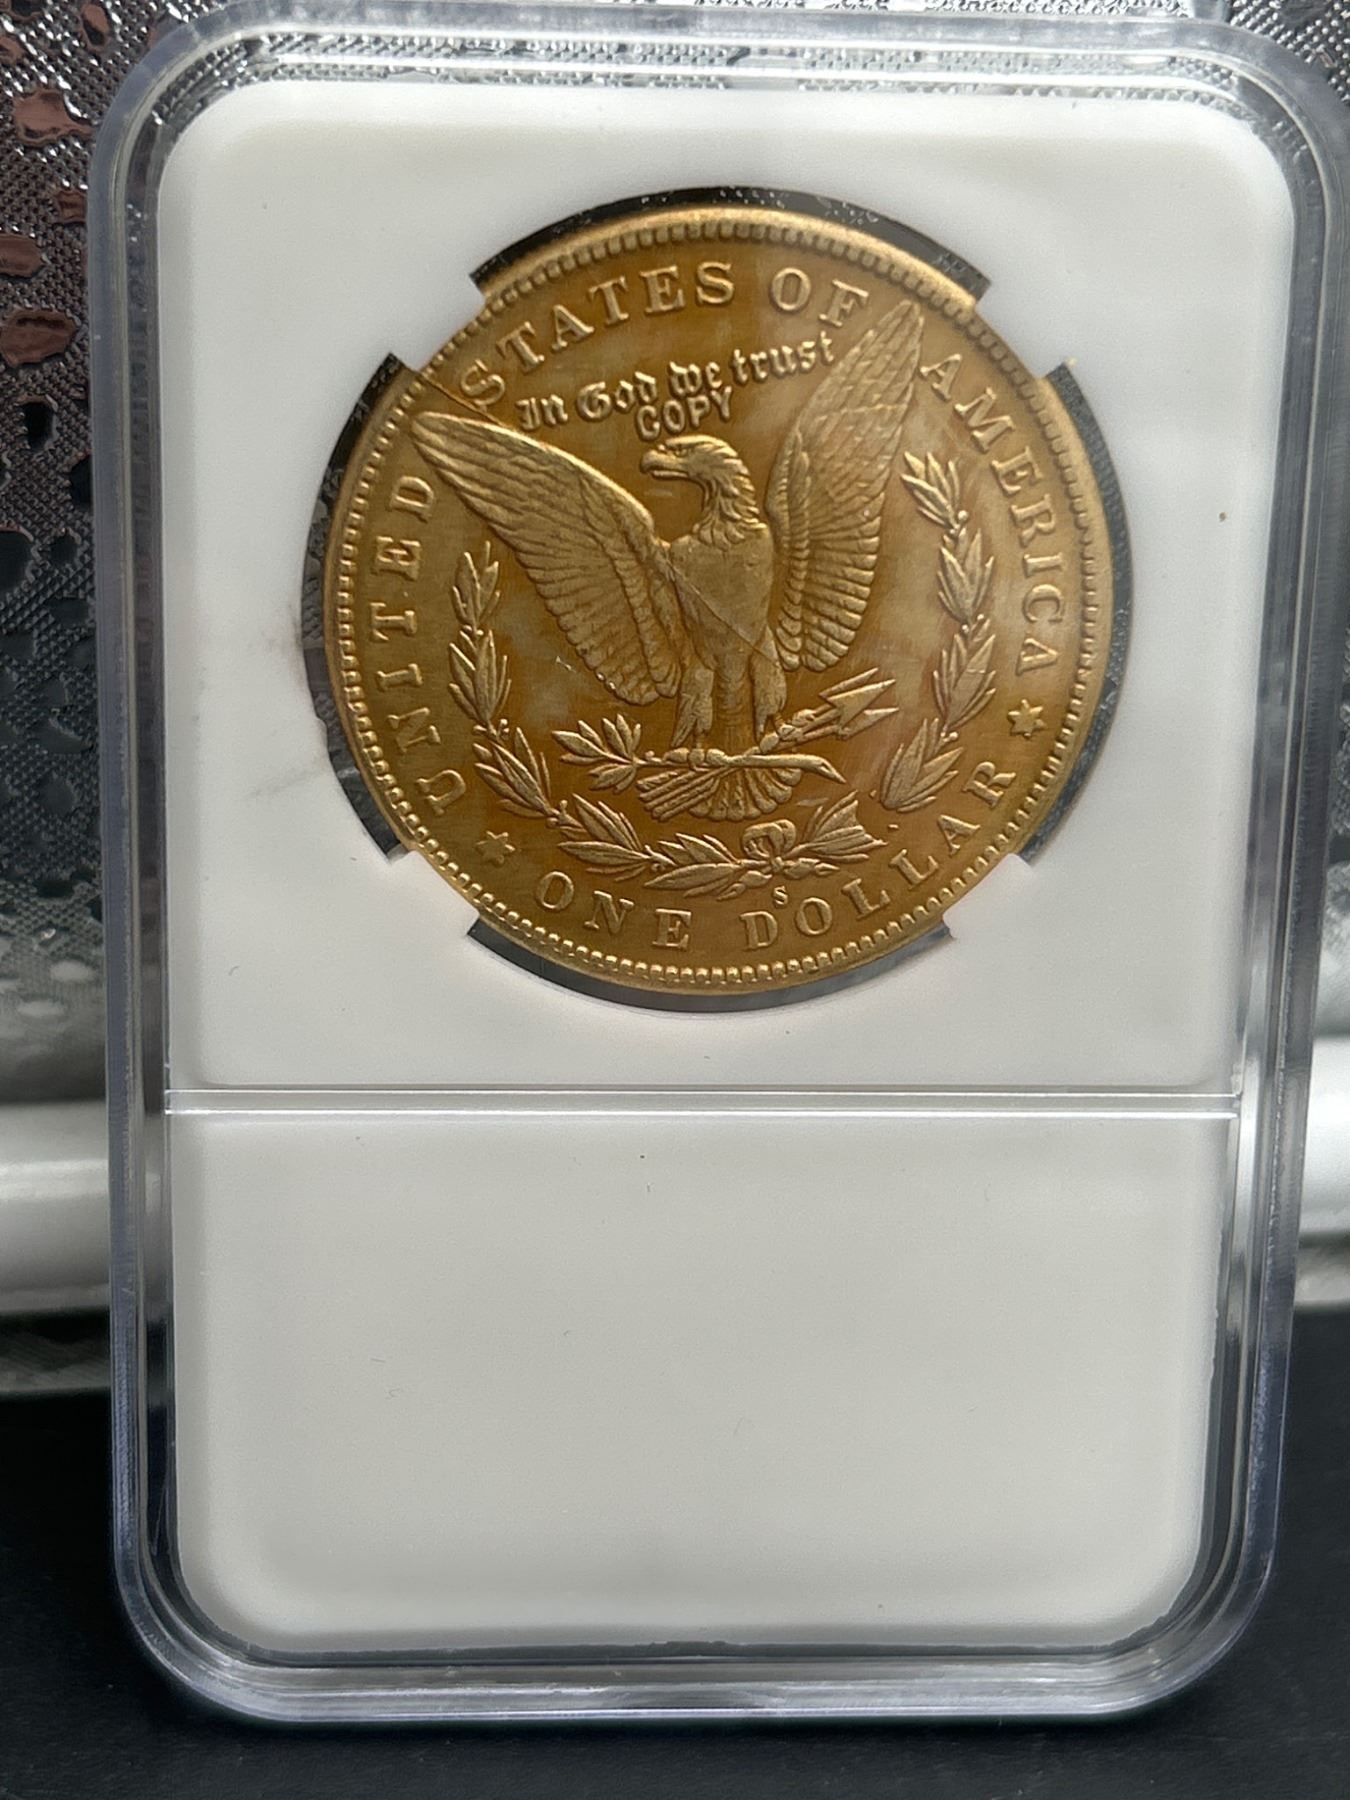 UNITED STATES OF AMERICA
In God we trust
COPY
S
ONE DOLLAR